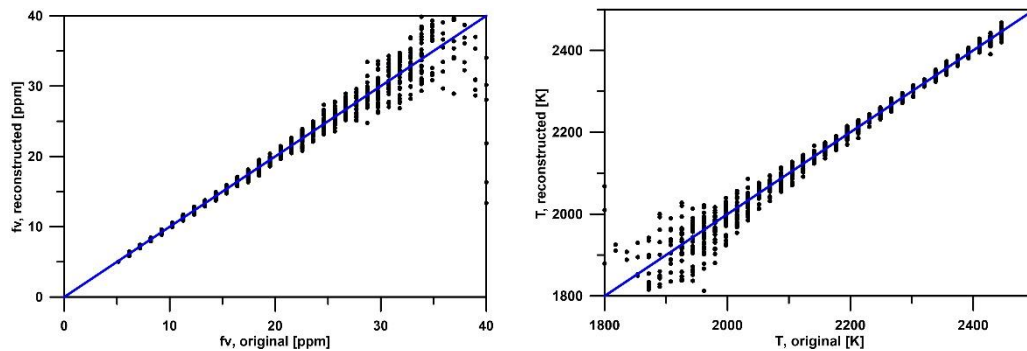 40
30
20
10
0
fv, reconstructed [ppm]
0 10 20 30 40
fv, original [ppm]
2400
2200
2000
1800
T, reconstructed [K]
1800 2000 2200 2400
T, original [K]